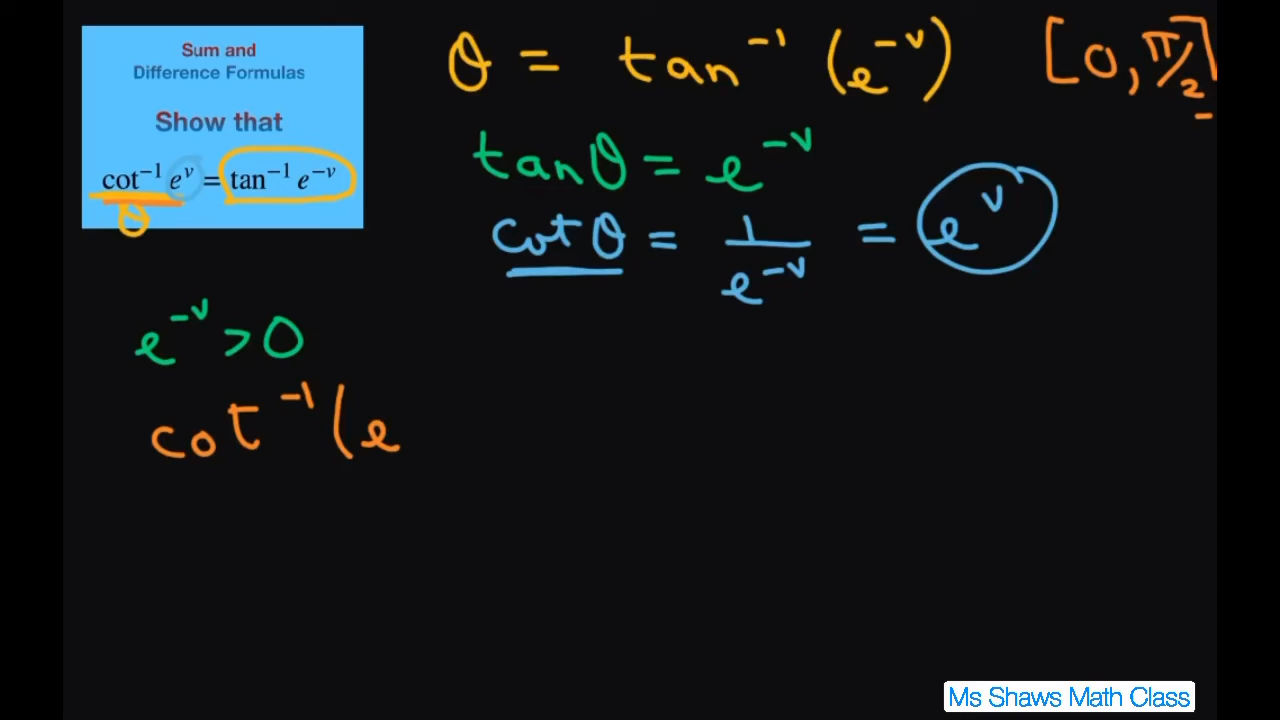 Sum and
Difference Formulas
Show that
cot⁻¹ eᵛ = tan⁻¹ e⁻ᵛ
θ
θ = tan⁻¹ (e⁻ᵛ) [0, π/2]
tanθ = e⁻ᵛ
cot θ = 1/e⁻ᵛ = eᵛ
e⁻ᵛ > 0
cot⁻¹ (e
Ms Shaws Math Class